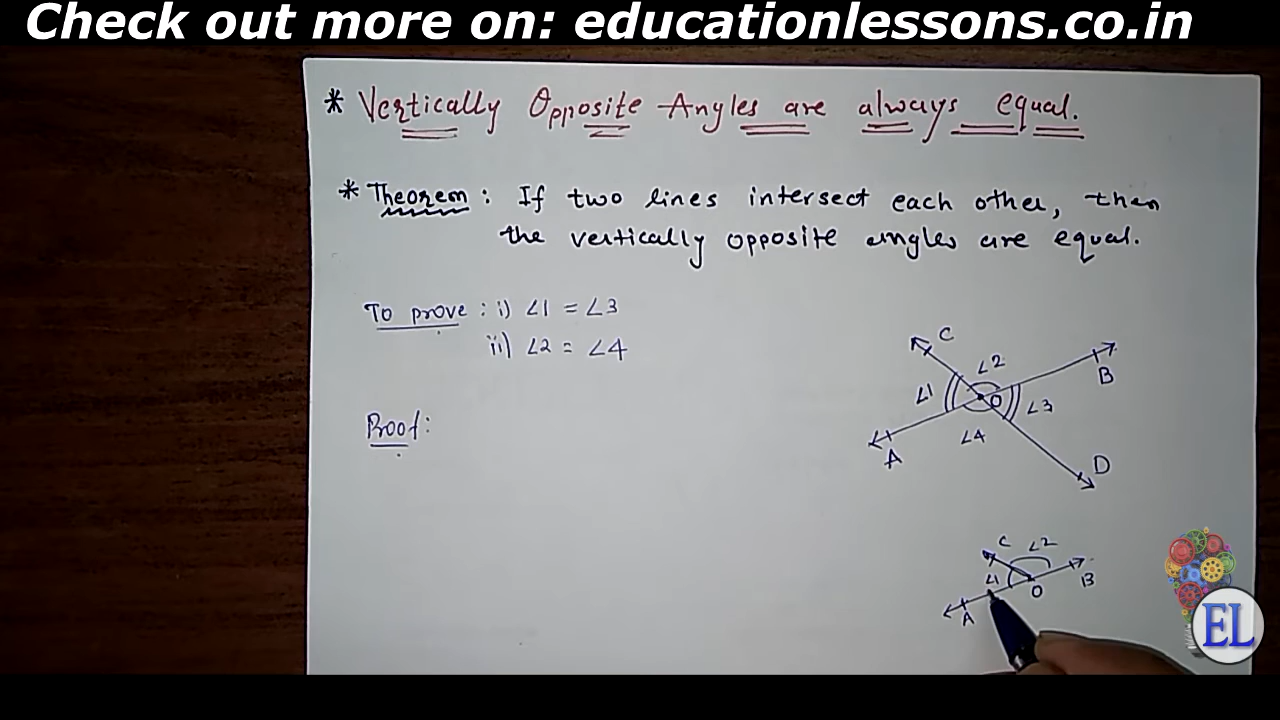 Check out more on: educationlessons.co.in
* Vertically Opposite Angles are always equal.
* Theorem: If two lines intersect each other, then
the vertically opposite angles are equal.
To prove: i) ∠1 = ∠3
ii) ∠2 = ∠4
Proof:
C
∠2
B
∠1
O
∠3
∠4
A
D
C
∠2
∠1
B
O
A
EL